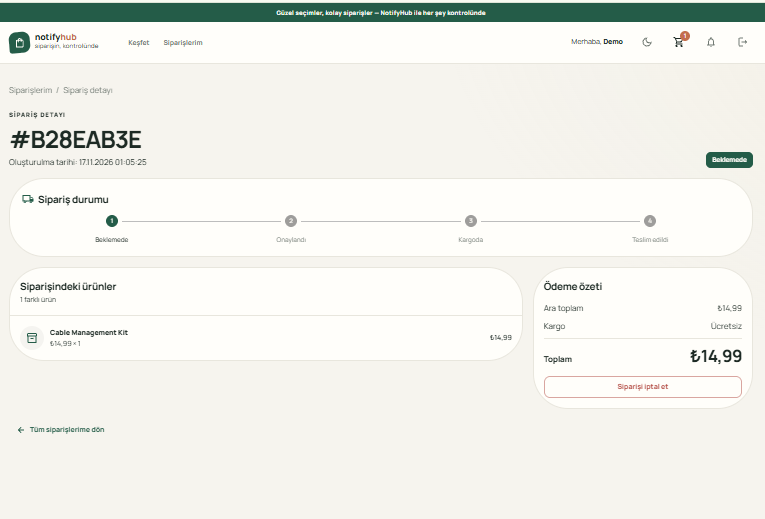 Güzel seçimler, kolay siparişler — NotifyHub ile her şey kontrolünde
notifyhub
siparişin, kontrolünde
Keşfet
Siparişlerim
Merhaba, Demo
1
Siparişlerim / Sipariş detayı
SİPARİŞ DETAYI
#B28EAB3E
Oluşturulma tarihi: 17.11.2026 01:05:25
Beklemede
Sipariş durumu
1
2
3
4
Beklemede
Onaylandı
Kargoda
Teslim edildi
Siparişindeki ürünler
1 farklı ürün
Cable Management Kit
₺14,99 × 1
₺14,99
Ödeme özeti
Ara toplam ₺14,99
Kargo Ücretsiz
Toplam ₺14,99
Siparişi iptal et
Tüm siparişlerime dön